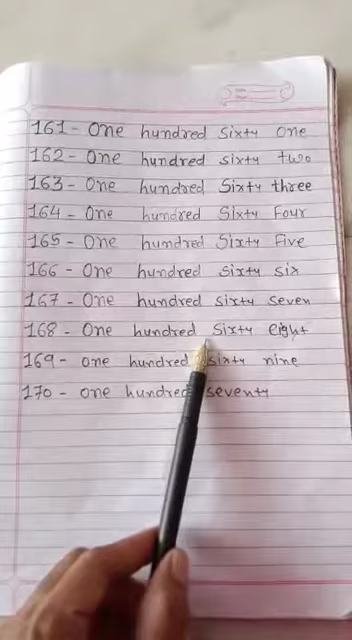 161 - One hundred Sixty One
162 - One hundred sixty two
163 - One hundred Sixty three
164 - One hundred Sixty Four
165 - One hundred Sixty Five
166 - One hundred sixty six
167 - One hundred sixty seven
168 - One hundred Sixty eight
169 - one hundred sixty nine
170 - one hundred seventy